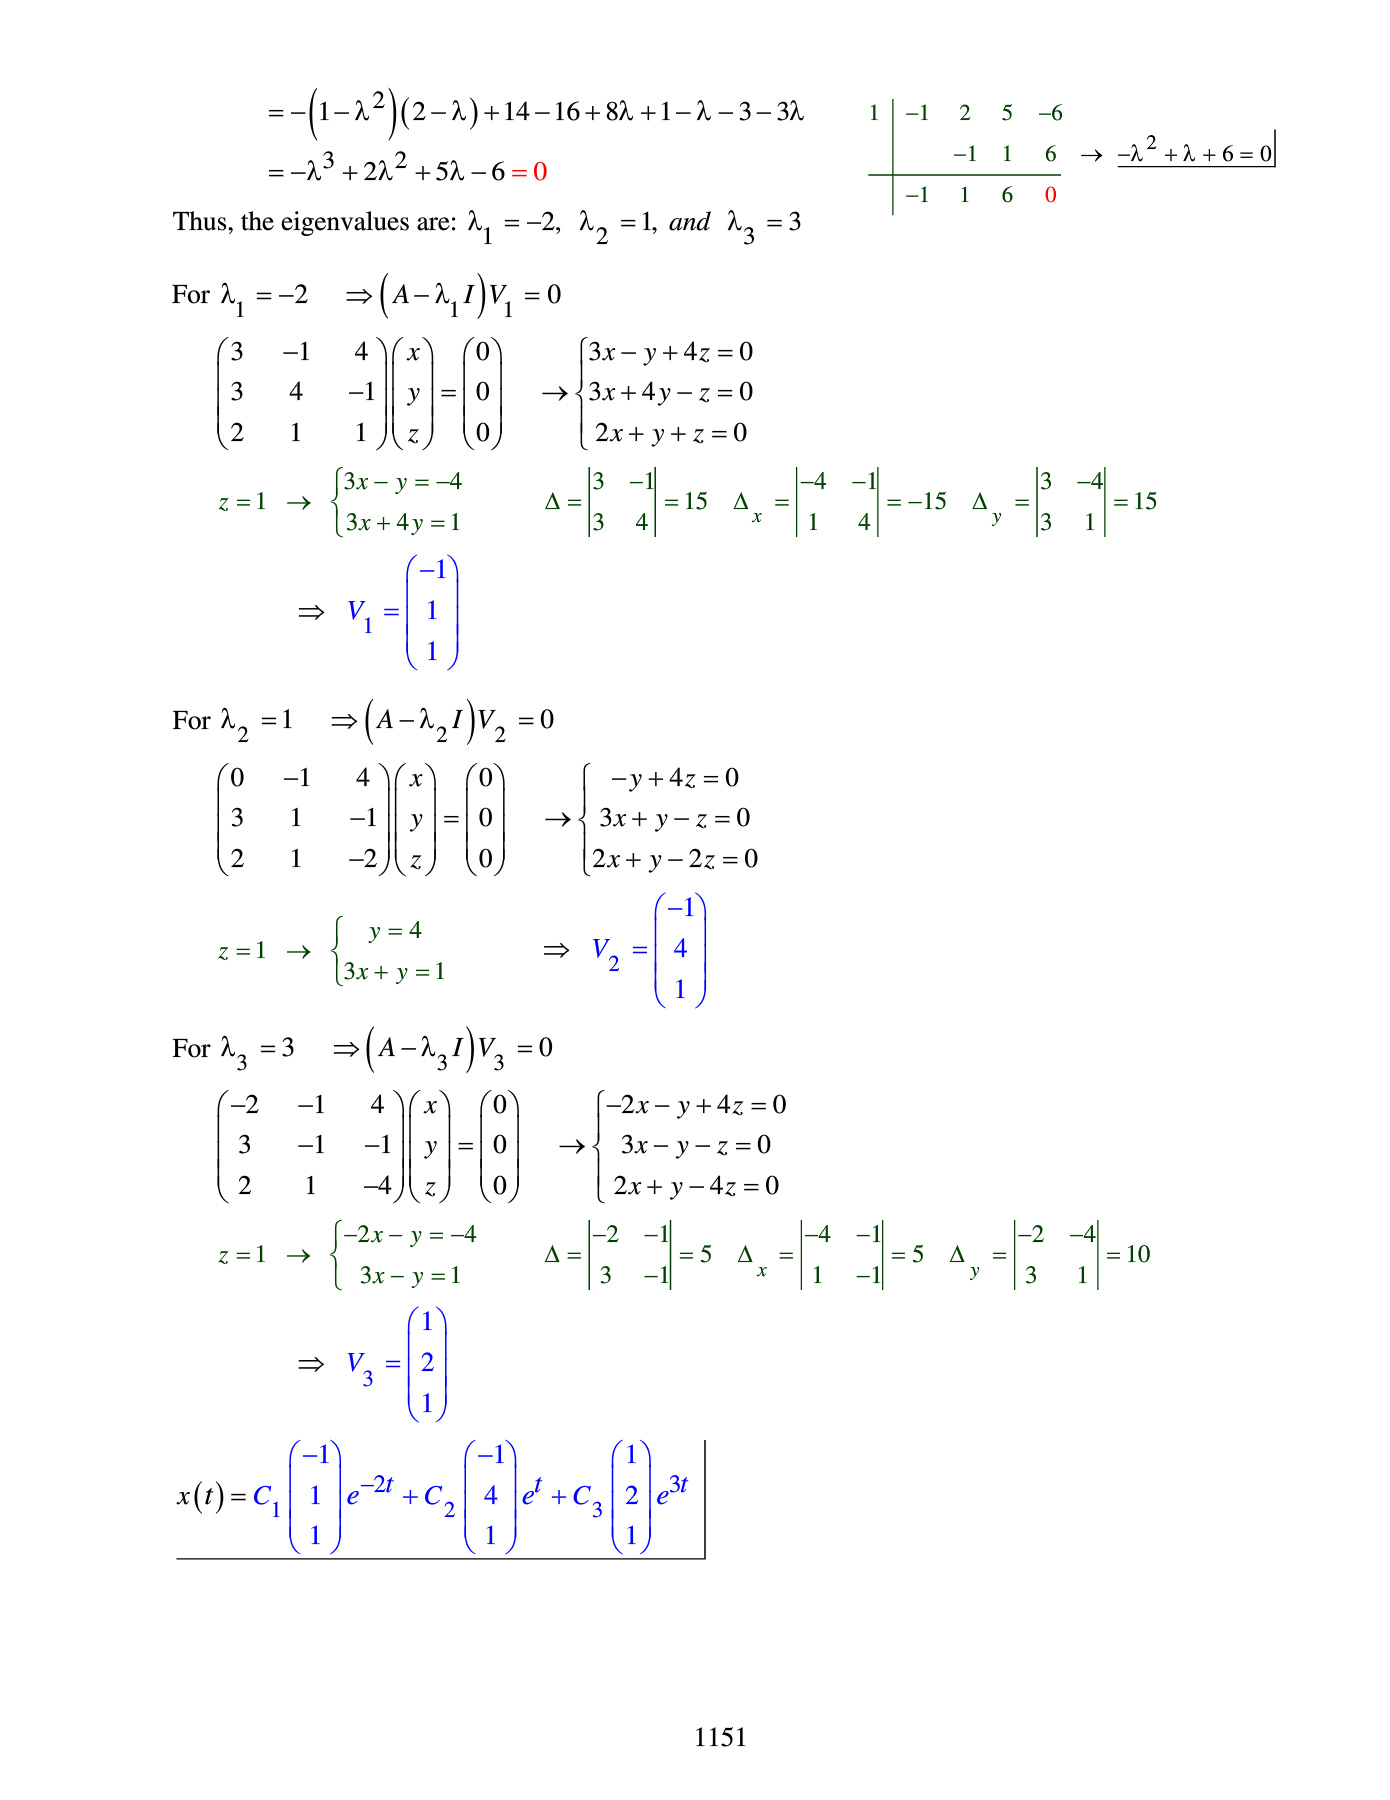 = −(1 − λ²)(2 − λ) + 14 − 16 + 8λ + 1 − λ − 3 − 3λ
1 | −1 2 5 −6
−1 1 6 → −λ² + λ + 6 = 0
−1 1 6 0
= −λ³ + 2λ² + 5λ − 6 = 0
Thus, the eigenvalues are: λ₁ = −2, λ₂ = 1, and λ₃ = 3
For λ₁ = −2 ⇒ (A − λ₁I)V₁ = 0
(3 −1 4) (x) (0) {3x − y + 4z = 0
(3 4 −1) (y) = (0) → {3x + 4y − z = 0
(2 1 1) (z) (0) {2x + y + z = 0
z = 1 → {3x − y = −4 Δ = |3 −1| = 15 Δₓ = |−4 −1| = −15 Δ_y = |3 −4| = 15
{3x + 4y = 1 |3 4| |1 4| |3 1|
(−1)
⇒ V₁ = (1)
(1)
For λ₂ = 1 ⇒ (A − λ₂I)V₂ = 0
(0 −1 4) (x) (0) {−y + 4z = 0
(3 1 −1) (y) = (0) → {3x + y − z = 0
(2 1 −2) (z) (0) {2x + y − 2z = 0
z = 1 → {y = 4 ⇒ V₂ = (−1)
{3x + y = 1 (4)
(1)
For λ₃ = 3 ⇒ (A − λ₃I)V₃ = 0
(−2 −1 4) (x) (0) {−2x − y + 4z = 0
(3 −1 −1) (y) = (0) → {3x − y − z = 0
(2 1 −4) (z) (0) {2x + y − 4z = 0
z = 1 → {−2x − y = −4 Δ = |−2 −1| = 5 Δₓ = |−4 −1| = 5 Δ_y = |−2 −4| = 10
{3x − y = 1 |3 −1| |1 −1| |3 1|
(1)
⇒ V₃ = (2)
(1)
(−1) (−1) (1)
x(t) = C₁ (1) e^{−2t} + C₂ (4) e^{t} + C₃ (2) e^{3t}
(1) (1) (1)
1151